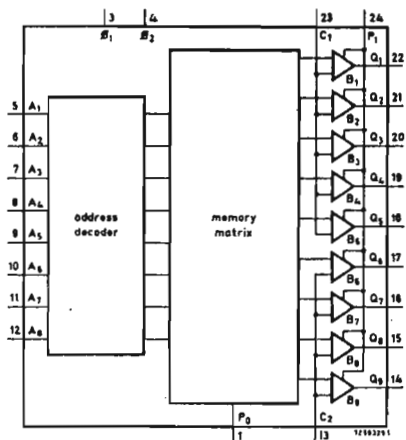 3 4 23 24
B₁ B₂ C₁ P₁
Q₁ 22
B₁
5 A₁ Q₂ 21
B₂
6 A₂ Q₃ 20
B₃
7 A₃ Q₄ 19
B₄
8 A₄ address decoder memory matrix Q₅ 18
B₅
9 A₅ Q₆ 17
B₆
10 A₆ Q₇ 16
B₇
11 A₇ Q₈ 15
B₈
12 A₈ Q₉ 14
B₉
P₀ C₂
1 13